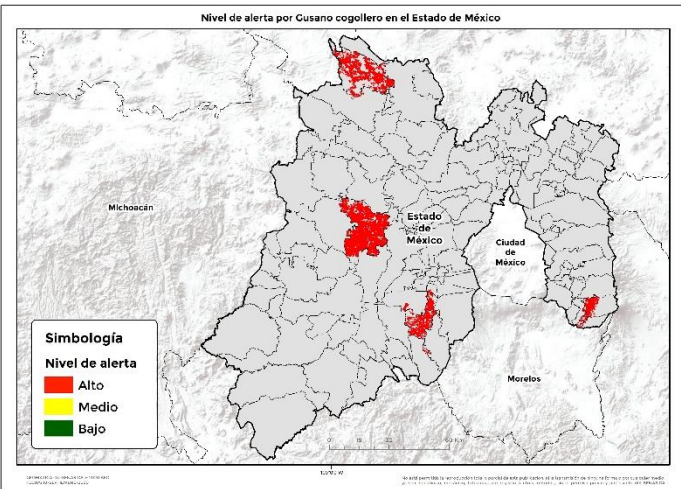 Nivel de alerta por Gusano cogollero en el Estado de México
Michoacán
Estado
de
México
Ciudad
de
México
Morelos
Simbología
Nivel de alerta
Alto
Medio
Bajo